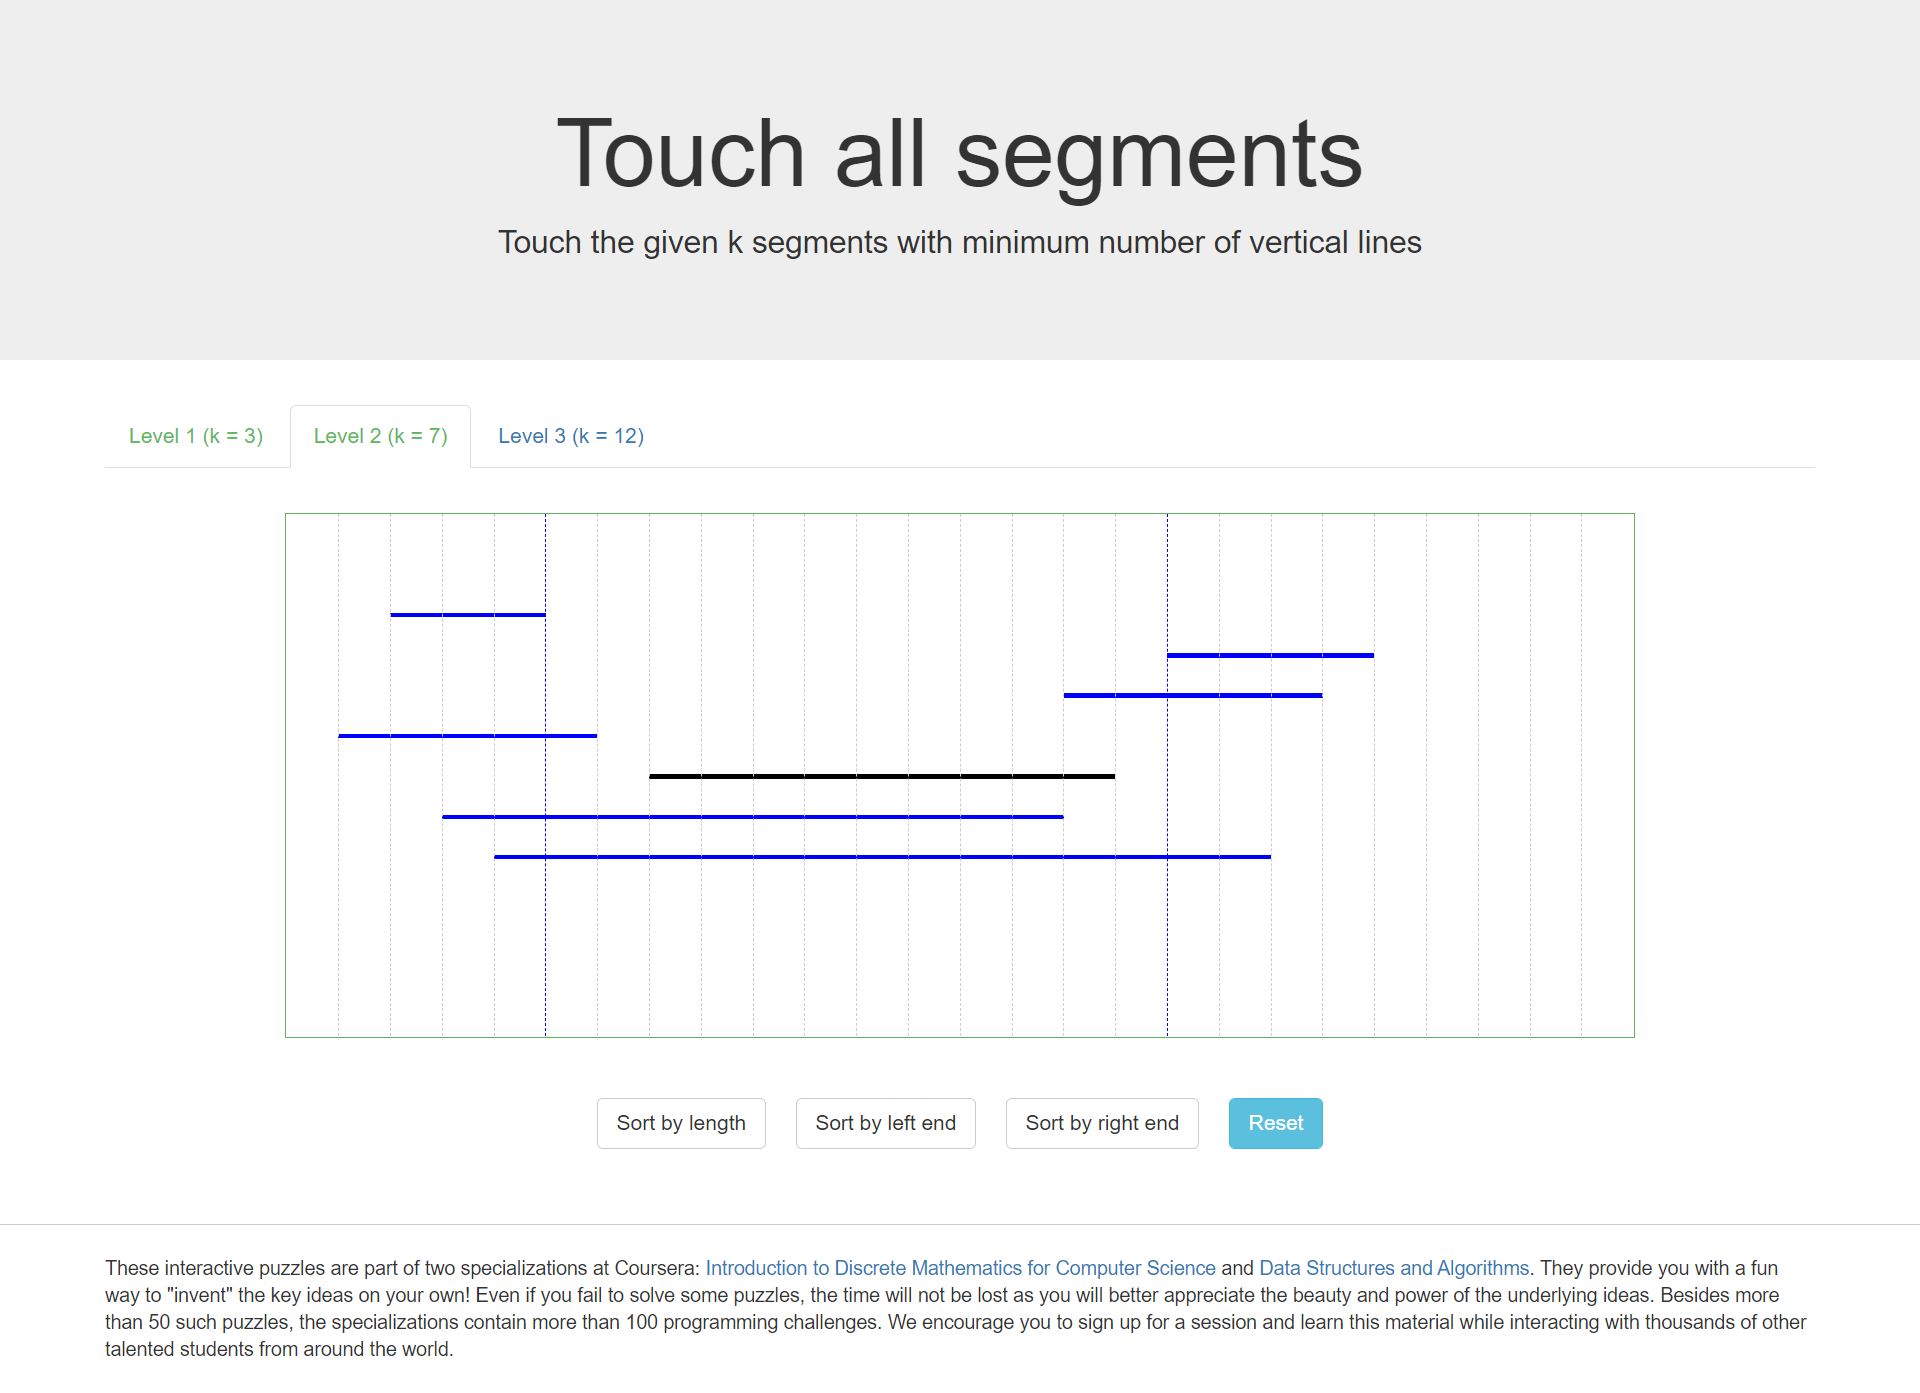 Touch all segments
Touch the given k segments with minimum number of vertical lines
Level 1 (k = 3)
Level 2 (k = 7)
Level 3 (k = 12)
Sort by length
Sort by left end
Sort by right end
Reset
These interactive puzzles are part of two specializations at Coursera: Introduction to Discrete Mathematics for Computer Science and Data Structures and Algorithms. They provide you with a fun
way to "invent" the key ideas on your own! Even if you fail to solve some puzzles, the time will not be lost as you will better appreciate the beauty and power of the underlying ideas. Besides more
than 50 such puzzles, the specializations contain more than 100 programming challenges. We encourage you to sign up for a session and learn this material while interacting with thousands of other
talented students from around the world.